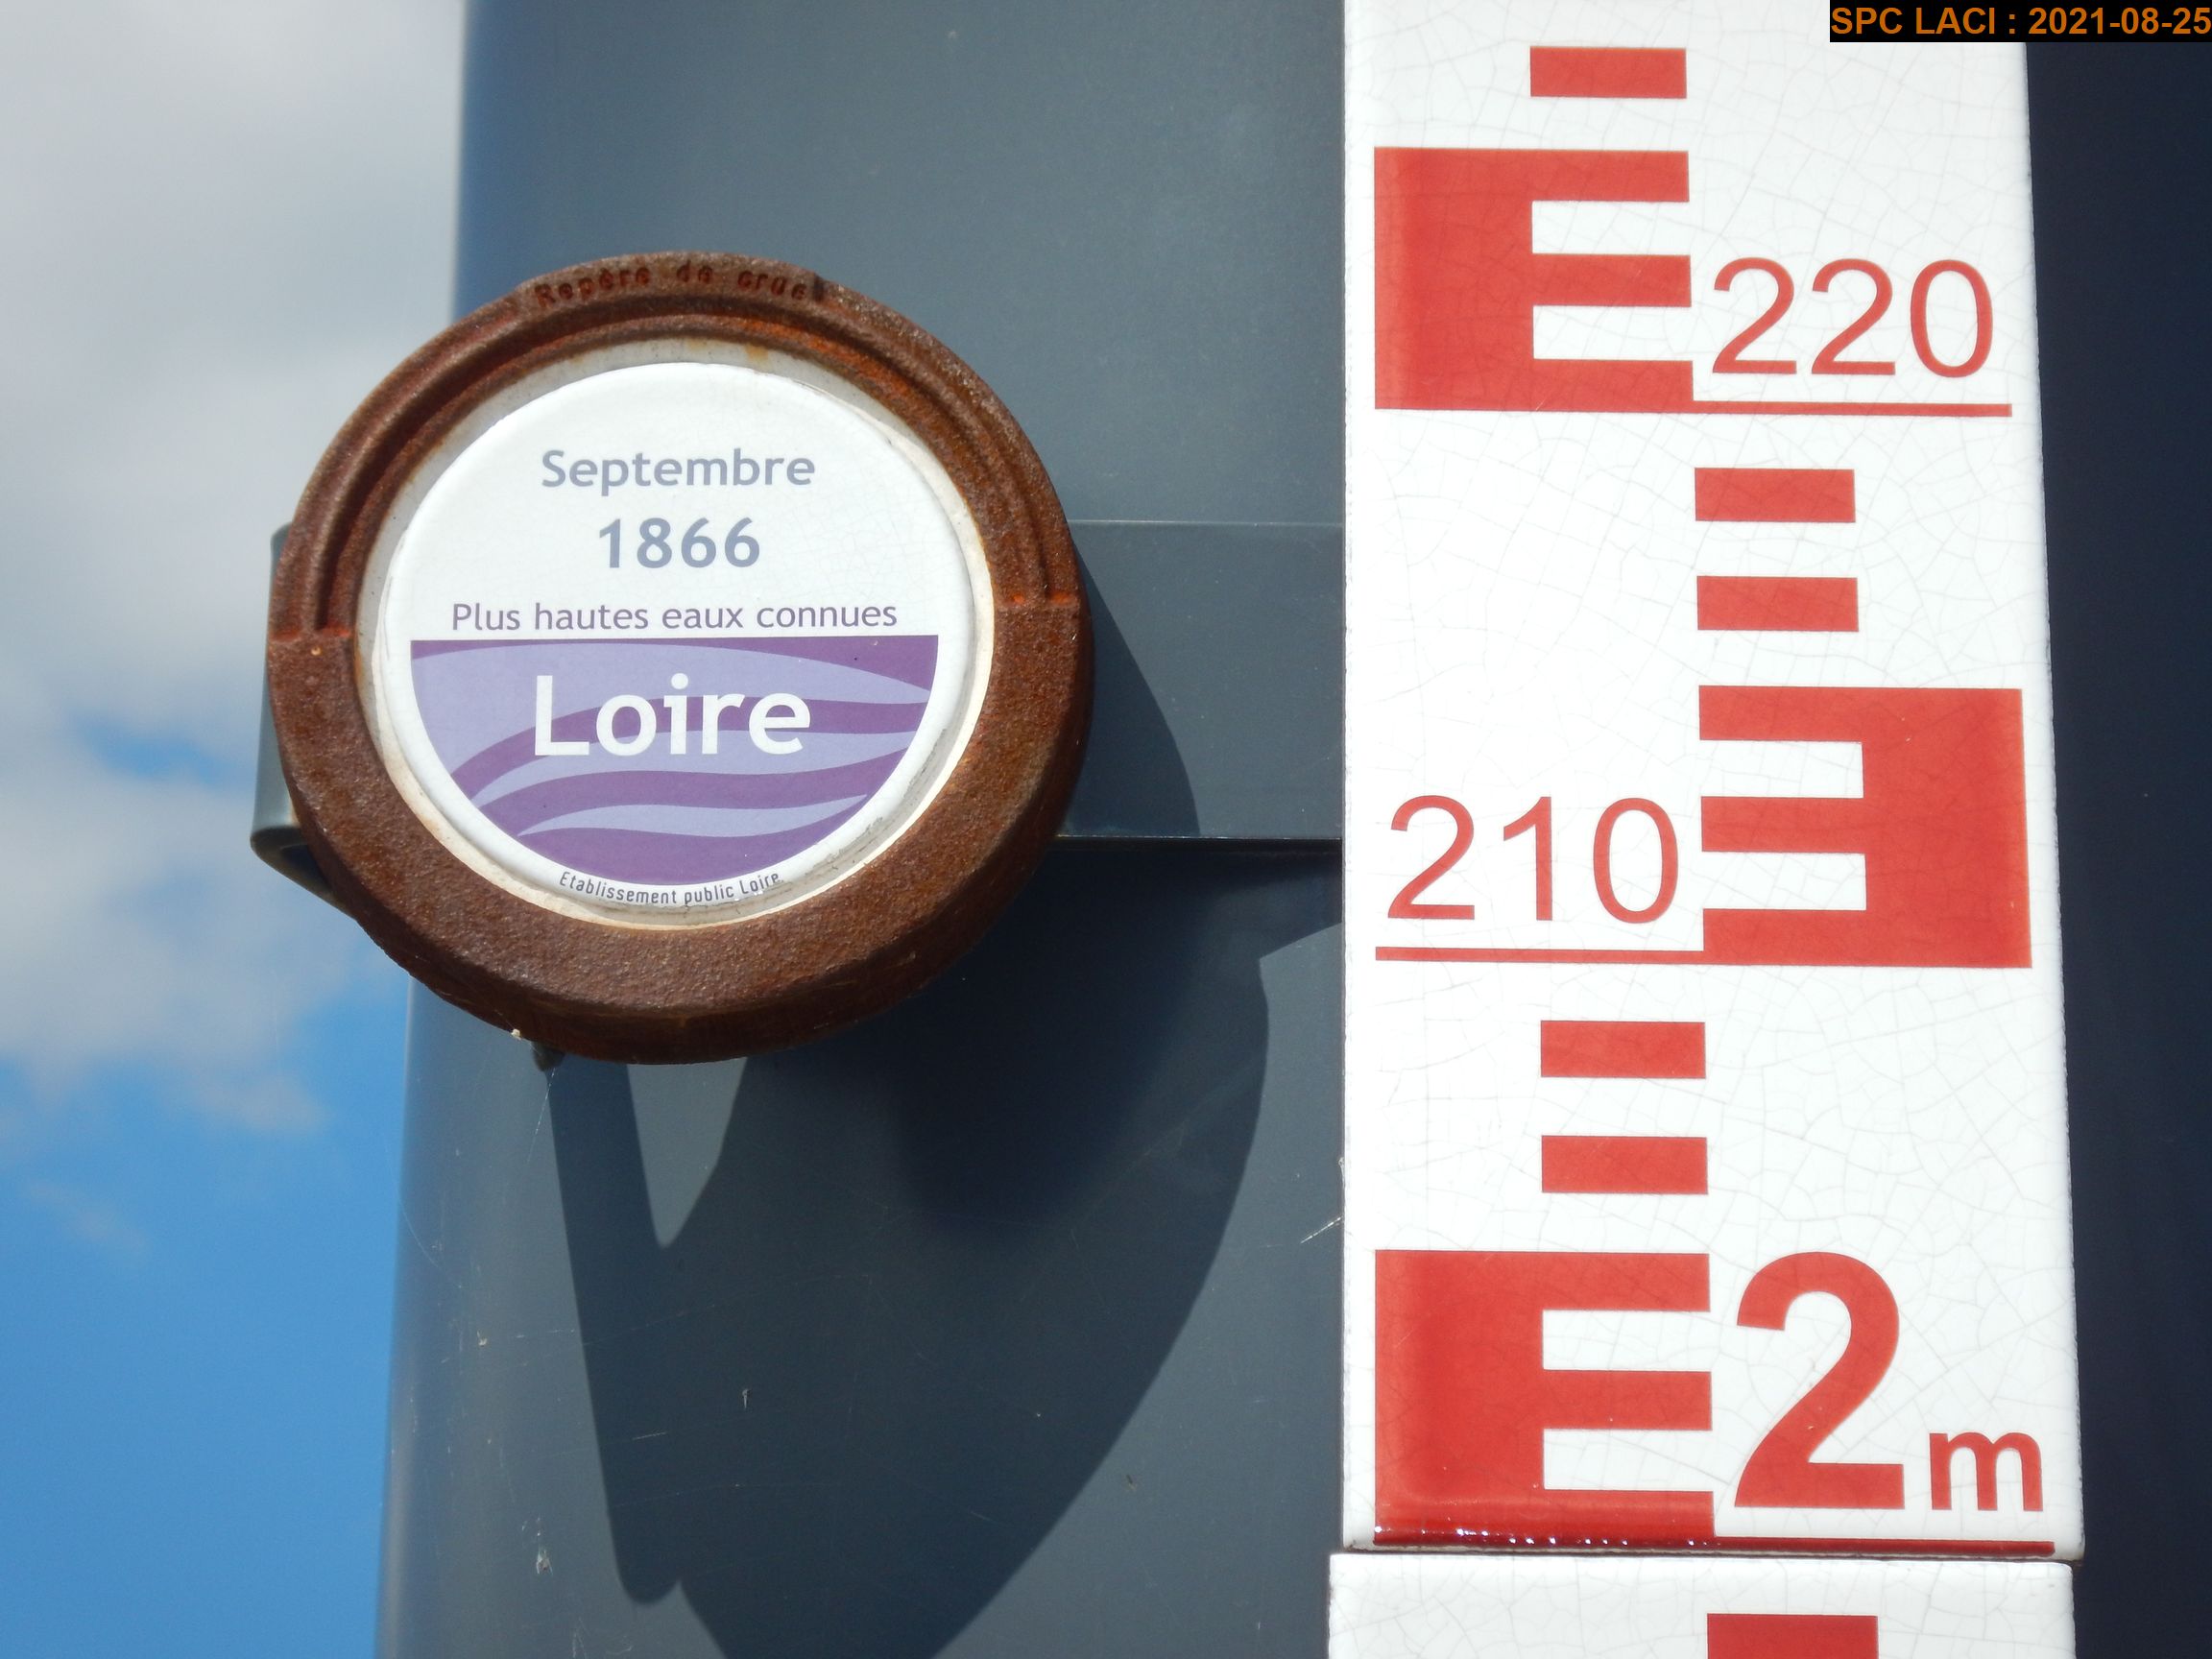 SPC LACI : 2021-08-25
Repère de crue
Septembre
1866
Plus hautes eaux connues
Loire
Etablissement public Loire
220
210
2m